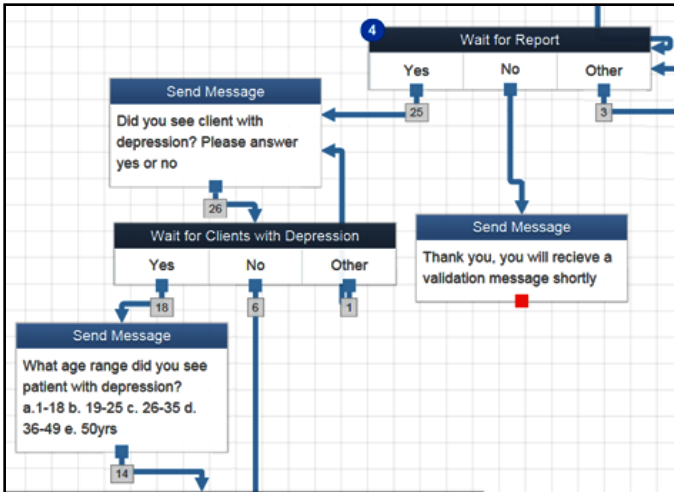 4
Wait for Report
Yes No Other
25 3
Send Message
Did you see client with
depression? Please answer
yes or no
26
Wait for Clients with Depression
Yes No Other
18 6 1
Send Message
Thank you, you will recieve a
validation message shortly
Send Message
What age range did you see
patient with depression?
a.1-18 b. 19-25 c. 26-35 d.
36-49 e. 50yrs
14